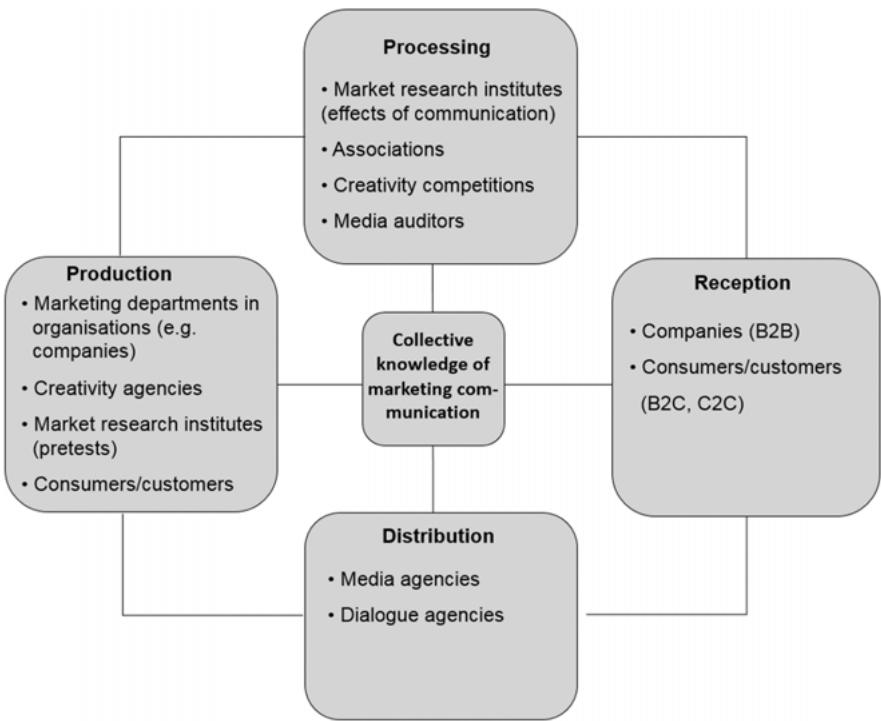 Processing
• Market research institutes
(effects of communication)
• Associations
• Creativity competitions
• Media auditors
Production
• Marketing departments in
organisations (e.g.
companies)
• Creativity agencies
• Market research institutes
(pretests)
• Consumers/customers
Collective
knowledge of
marketing com-
munication
Reception
• Companies (B2B)
• Consumers/customers
(B2C, C2C)
Distribution
• Media agencies
• Dialogue agencies